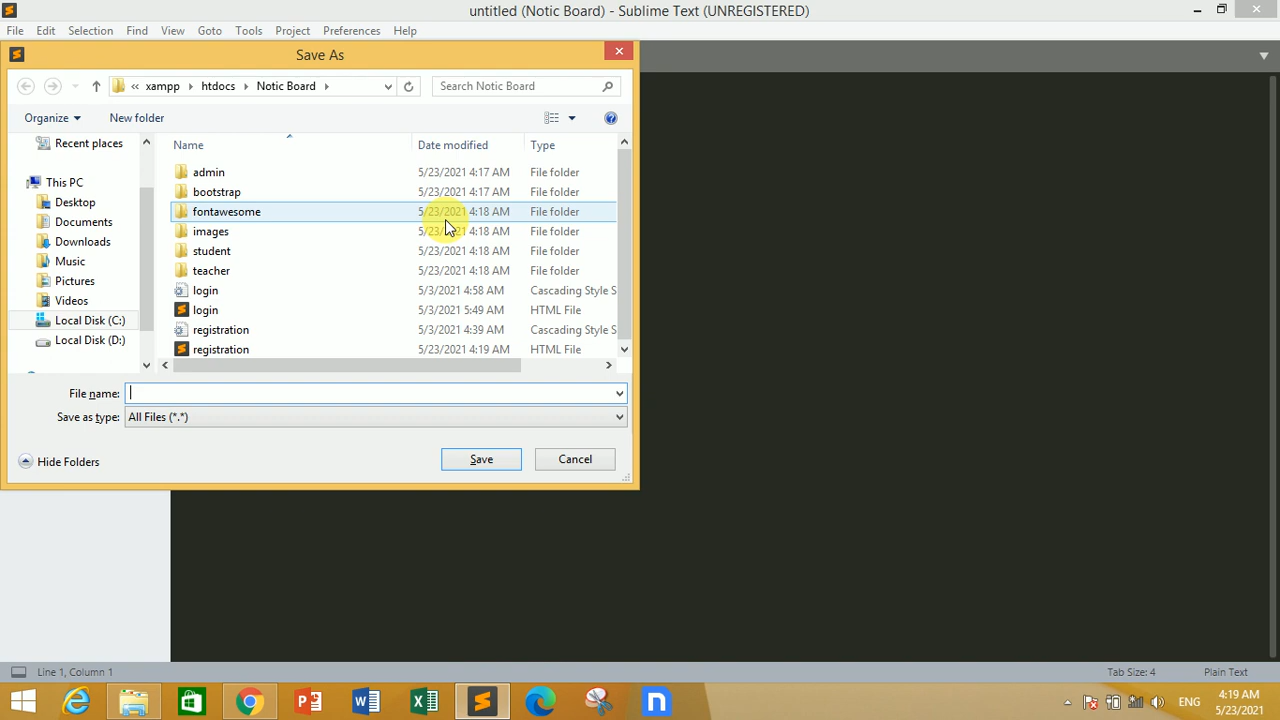 untitled (Notic Board) - Sublime Text (UNREGISTERED)
File Edit Selection Find View Goto Tools Project Preferences Help
Save As
xampp htdocs Notic Board Search Notic Board
Organize New folder
Name Date modified Type
Recent places
This PC
Desktop
Documents
Downloads
Music
Pictures
Videos
Local Disk (C:)
Local Disk (D:)
admin 5/23/2021 4:17 AM File folder
bootstrap 5/23/2021 4:17 AM File folder
fontawesome 5/23/2021 4:18 AM File folder
images 5/23/2021 4:18 AM File folder
student 5/23/2021 4:18 AM File folder
teacher 5/23/2021 4:18 AM File folder
login 5/3/2021 4:58 AM Cascading Style S
login 5/3/2021 5:49 AM HTML File
registration 5/3/2021 4:39 AM Cascading Style S
registration 5/23/2021 4:19 AM HTML File
File name:
Save as type: All Files (*.*)
Hide Folders Save Cancel
Line 1, Column 1 Tab Size: 4 Plain Text
ENG 4:19 AM
5/23/2021